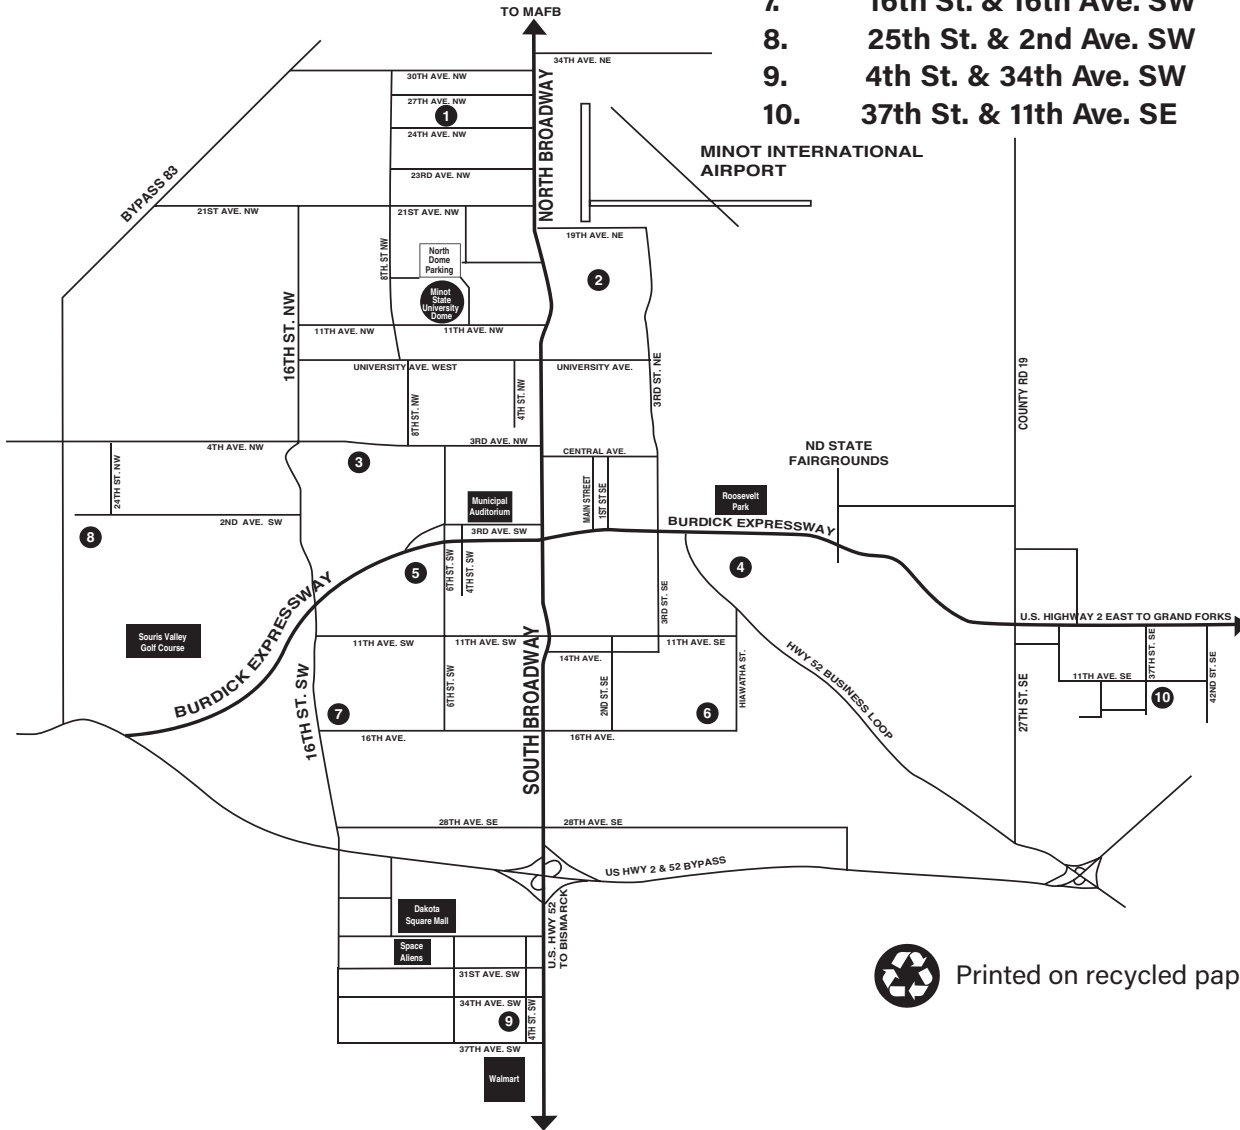 TO MAFB
7. 16th St. & 16th Ave. SW
8. 25th St. & 2nd Ave. SW
9. 4th St. & 34th Ave. SW
10. 37th St. & 11th Ave. SE
34TH AVE. NE
30TH AVE. NW
27TH AVE. NW
1
24TH AVE. NW
NORTH BROADWAY
MINOT INTERNATIONAL
AIRPORT
BYPASS 83
23RD AVE. NW
21ST AVE. NW
21ST AVE. NW
19TH AVE. NE
8TH. ST NW
North
Dome
Parking
2
Minot
State
University
Dome
16TH ST. NW
11TH AVE. NW
11TH AVE. NW
UNIVERSITY AVE. WEST
UNIVERSITY AVE.
3RD ST. NE
COUNTY RD 19
8TH ST. NW
4TH ST. NW
4TH AVE. NW
3RD AVE. NW
CENTRAL AVE.
ND STATE
FAIRGROUNDS
3
24TH ST. NW
Municipal
Auditorium
MAIN STREET
1ST ST SE
Roosevelt
Park
2ND AVE. SW
BURDICK EXPRESSWAY
3RD AVE. SW
8
5
6TH ST. SW
4TH ST. SW
4
3RD ST. SE
BURDICK EXPRESSWAY
U.S. HIGHWAY 2 EAST TO GRAND FORKS
Souris Valley
Golf Course
11TH AVE. SW
11TH AVE. SW
11TH AVE. SE
14TH AVE.
HWY 52 BUSINESS LOOP
37TH ST. SE
42ND ST. SE
11TH AVE. SE
10
16TH ST. SW
6TH ST. SW
SOUTH BROADWAY
2ND ST. SE
HIAWATHA ST.
27TH ST. SE
7
6
16TH AVE.
16TH AVE.
28TH AVE. SE
28TH AVE. SE
US HWY 2 & 52 BYPASS
Dakota
Square Mall
U.S. HWY 52
TO BISMARCK
Space
Aliens
31ST AVE. SW
Printed on recycled pap
34TH AVE. SW
9
4TH ST. SW
37TH AVE. SW
Walmart